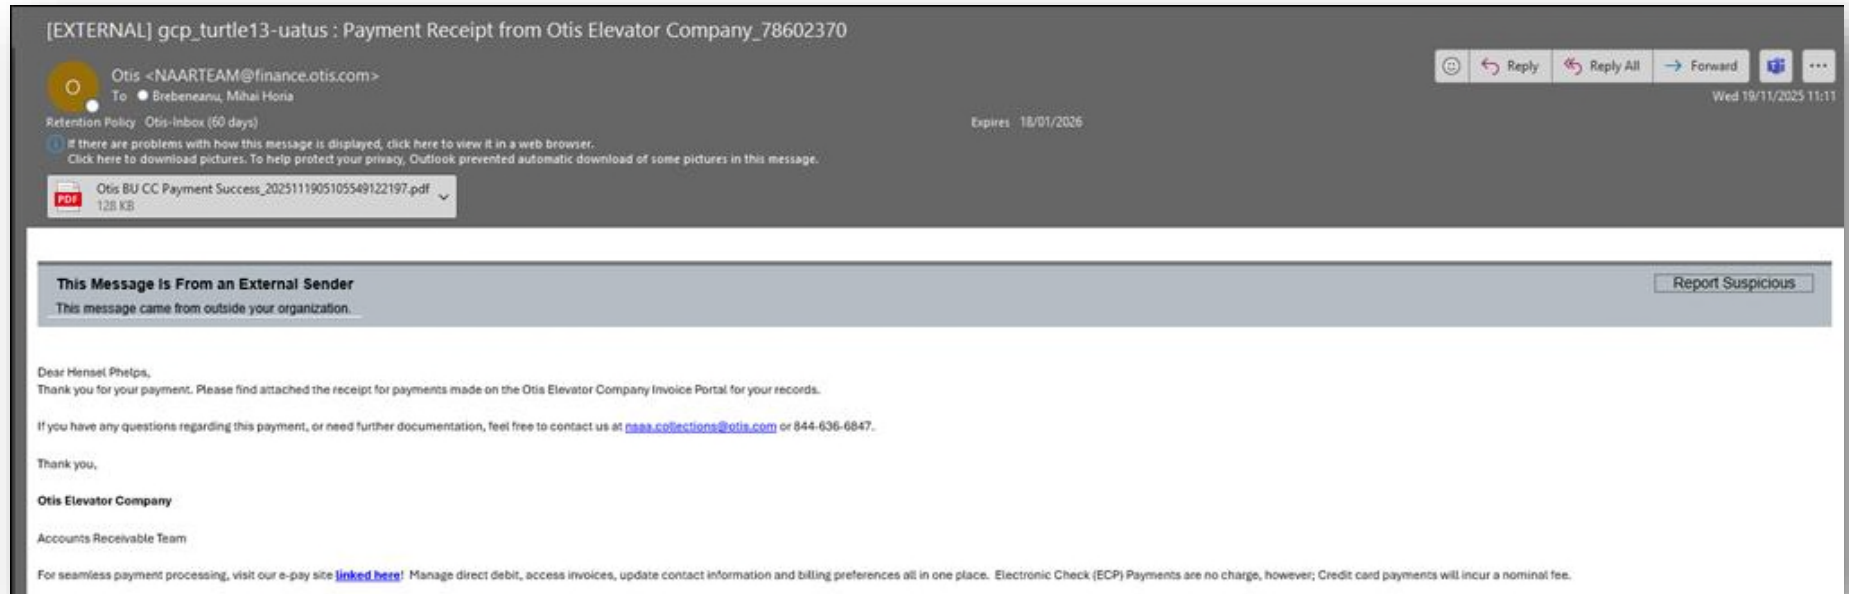 [EXTERNAL] gcp_turtle13-uatus : Payment Receipt from Otis Elevator Company_78602370
O
Otis <NAARTEAM@finance.otis.com>
To Brebeneanu, Mihai Horia
Reply
Reply All
Forward
Wed 19/11/2025 11:11
Retention Policy Otis-Inbox (60 days)
Expires 18/01/2026
If there are problems with how this message is displayed, click here to view it in a web browser.
Click here to download pictures. To help protect your privacy, Outlook prevented automatic download of some pictures in this message.
PDF
Otis BU CC Payment Success_2025111905105549122197.pdf
128 KB
This Message Is From an External Sender
Report Suspicious
This message came from outside your organization.
Dear Hensel Phelps,
Thank you for your payment. Please find attached the receipt for payments made on the Otis Elevator Company Invoice Portal for your records.
If you have any questions regarding this payment, or need further documentation, feel free to contact us at nsaa.collections@otis.com or 844-636-6847.
Thank you,
Otis Elevator Company
Accounts Receivable Team
For seamless payment processing, visit our e-pay site linked here! Manage direct debit, access invoices, update contact information and billing preferences all in one place. Electronic Check (ECP) Payments are no charge, however; Credit card payments will incur a nominal fee.